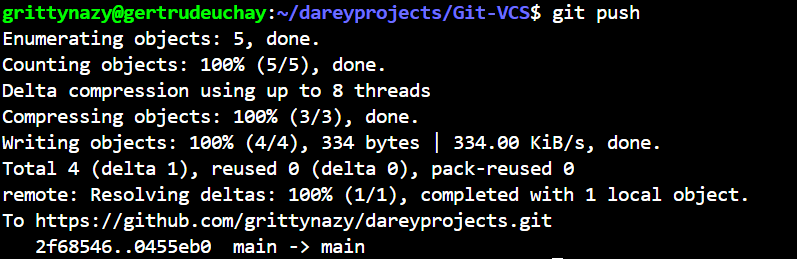 grittynazy@gertrudeuchay:~/dareyprojects/Git-VCS$ git push
Enumerating objects: 5, done.
Counting objects: 100% (5/5), done.
Delta compression using up to 8 threads
Compressing objects: 100% (3/3), done.
Writing objects: 100% (4/4), 334 bytes | 334.00 KiB/s, done.
Total 4 (delta 1), reused 0 (delta 0), pack-reused 0
remote: Resolving deltas: 100% (1/1), completed with 1 local object.
To https://github.com/grittynazy/dareyprojects.git
   2f68546..0455eb0  main -> main